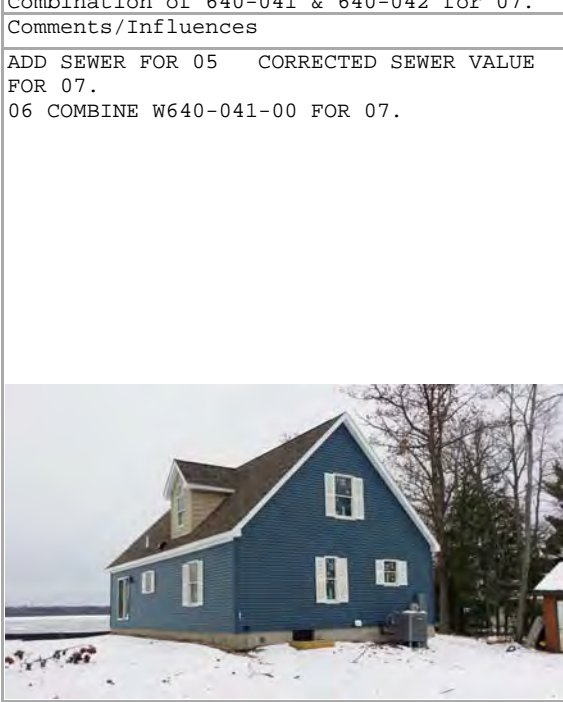 Combination of 640-041 & 640-042 for 07.
Comments/Influences
ADD SEWER FOR 05 CORRECTED SEWER VALUE
FOR 07.
06 COMBINE W640-041-00 FOR 07.